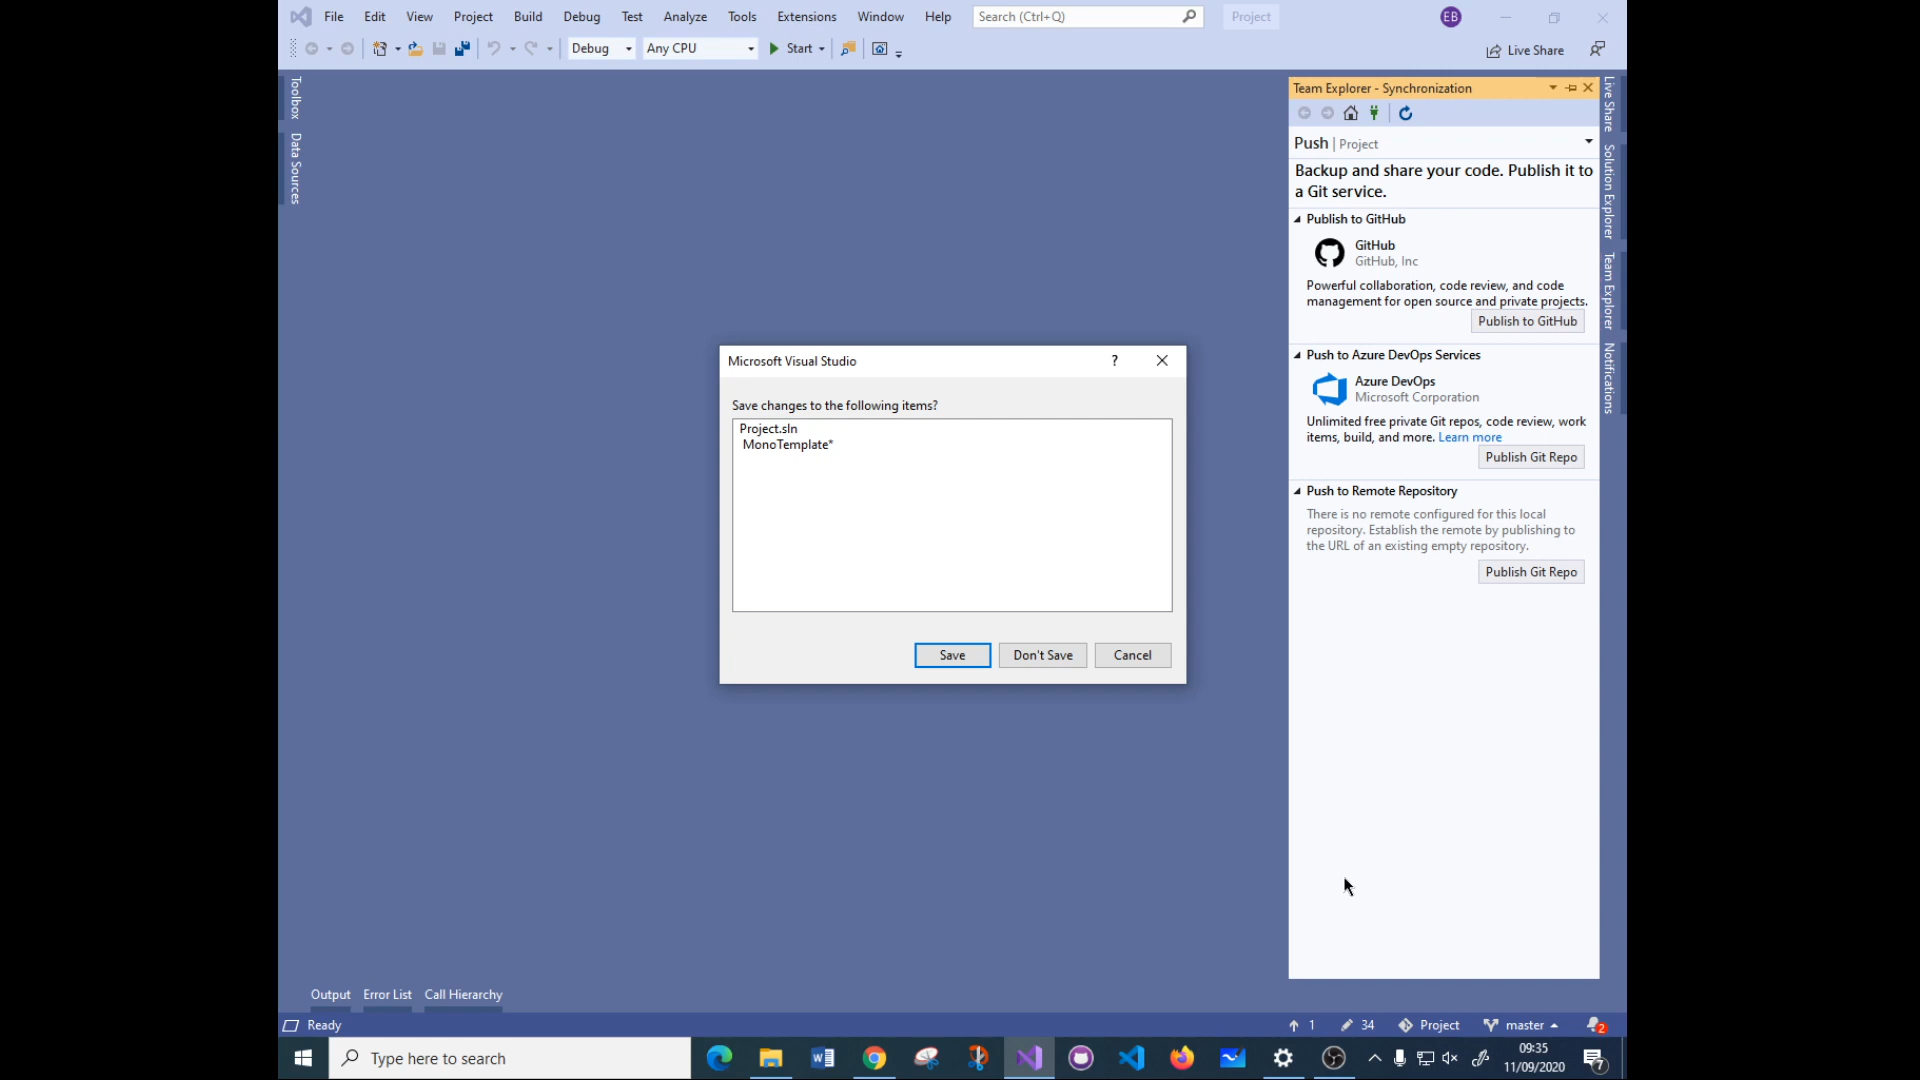 File Edit View Project Build Debug Test Analyze Tools Extensions Window Help Search (Ctrl+Q) Project EB
Debug Any CPU Start Live Share
Toolbox
Data Sources
Team Explorer - Synchronization
Push | Project
Backup and share your code. Publish it to
a Git service.
Publish to GitHub
GitHub
GitHub, Inc
Powerful collaboration, code review, and code
management for open source and private projects.
Publish to GitHub
Push to Azure DevOps Services
Azure DevOps
Microsoft Corporation
Unlimited free private Git repos, code review, work
items, build, and more. Learn more
Publish Git Repo
Push to Remote Repository
There is no remote configured for this local
repository. Establish the remote by publishing to
the URL of an existing empty repository.
Publish Git Repo
Live Share
Solution Explorer
Team Explorer
Notifications
Microsoft Visual Studio ?
Save changes to the following items?
Project.sln
MonoTemplate*
Save Don't Save Cancel
Output Error List Call Hierarchy
Ready 1 34 Project master 2
Type here to search 09:35
11/09/2020 7